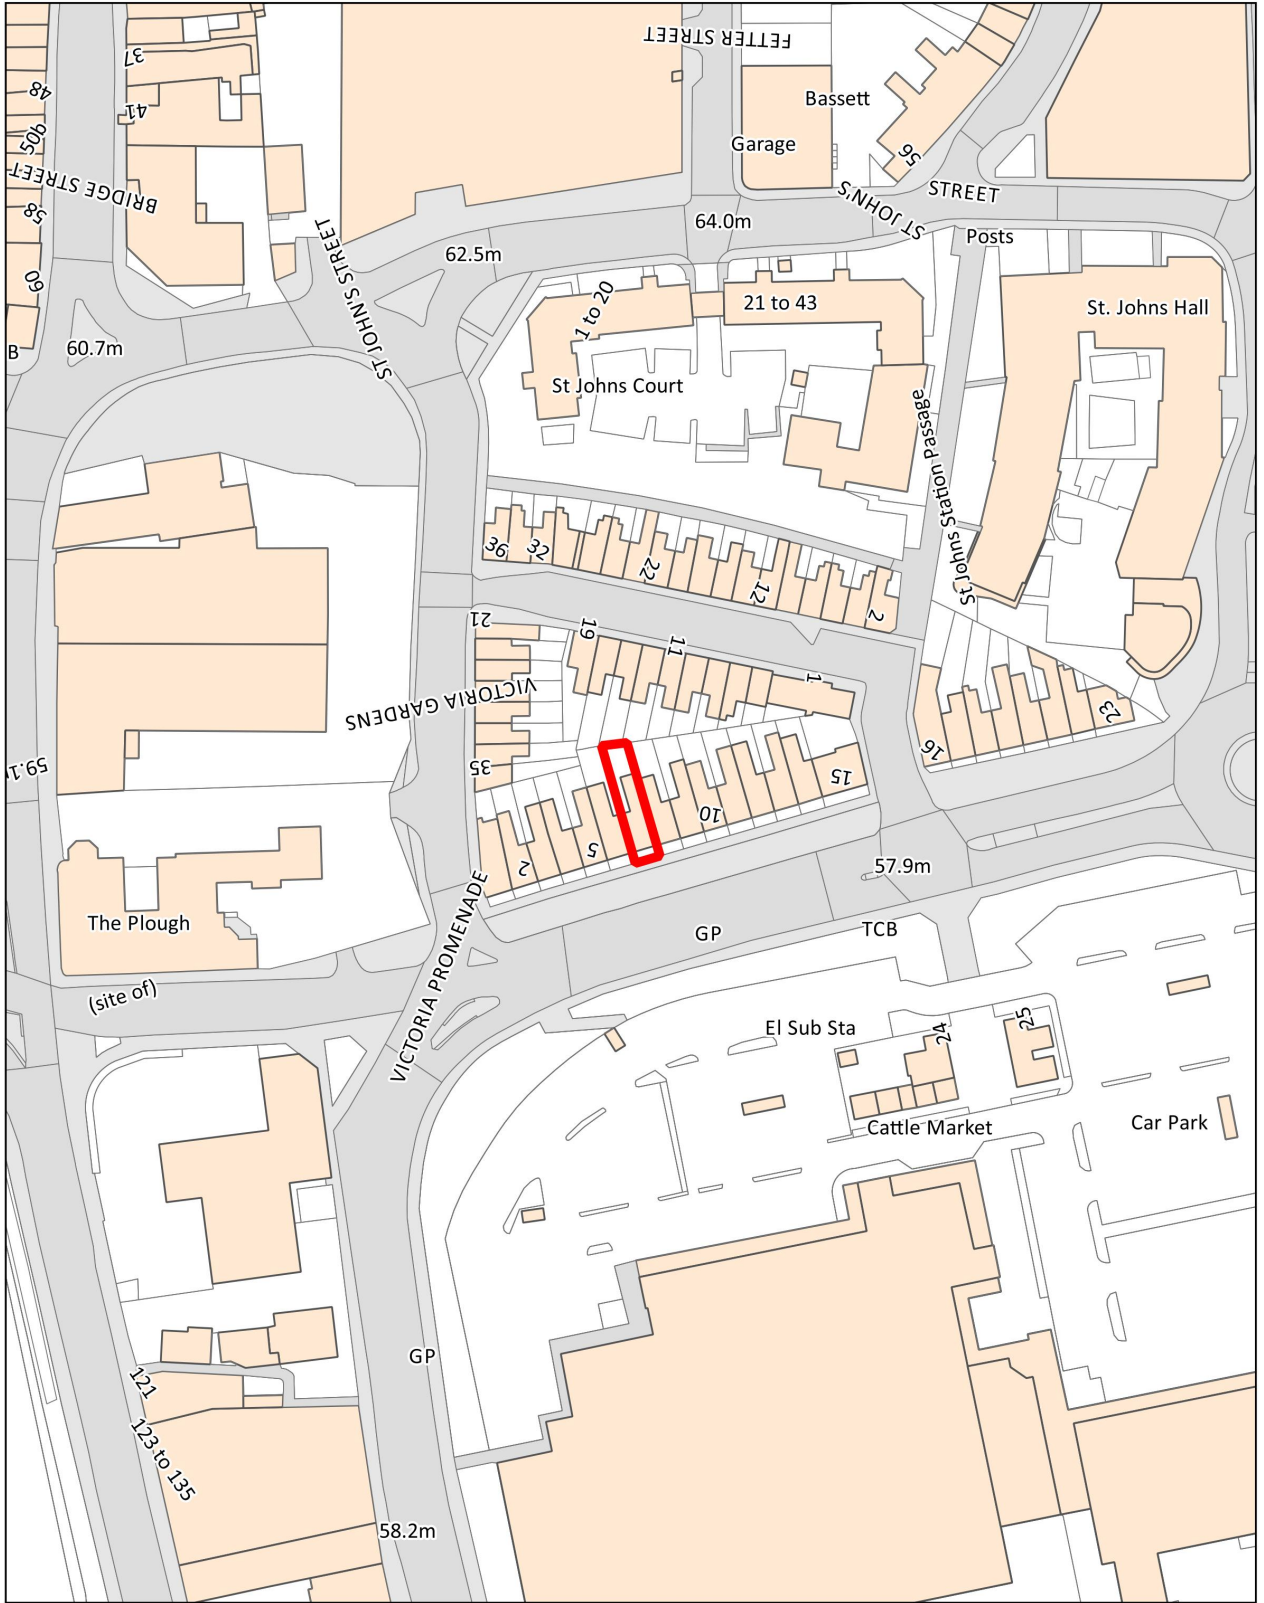 FETTER STREET
37
48
41
50b
Bassett
Garage
56
BRIDGE STREET
58
ST JOHN'S
STREET
64.0m
Posts
62.5m
ST JOHN'S STREET
60
1 to 20
21 to 43
St. Johns Hall
B
60.7m
St Johns Court
St Johns Station Passage
36
32
22
12
2
21
19
11
1
VICTORIA GARDENS
23
16
59.1
35
15
10
5
2
57.9m
The Plough
VICTORIA PROMENADE
GP
TCB
(site of)
El Sub Sta
24
25
Cattle Market
Car Park
GP
121
123 to 135
58.2m